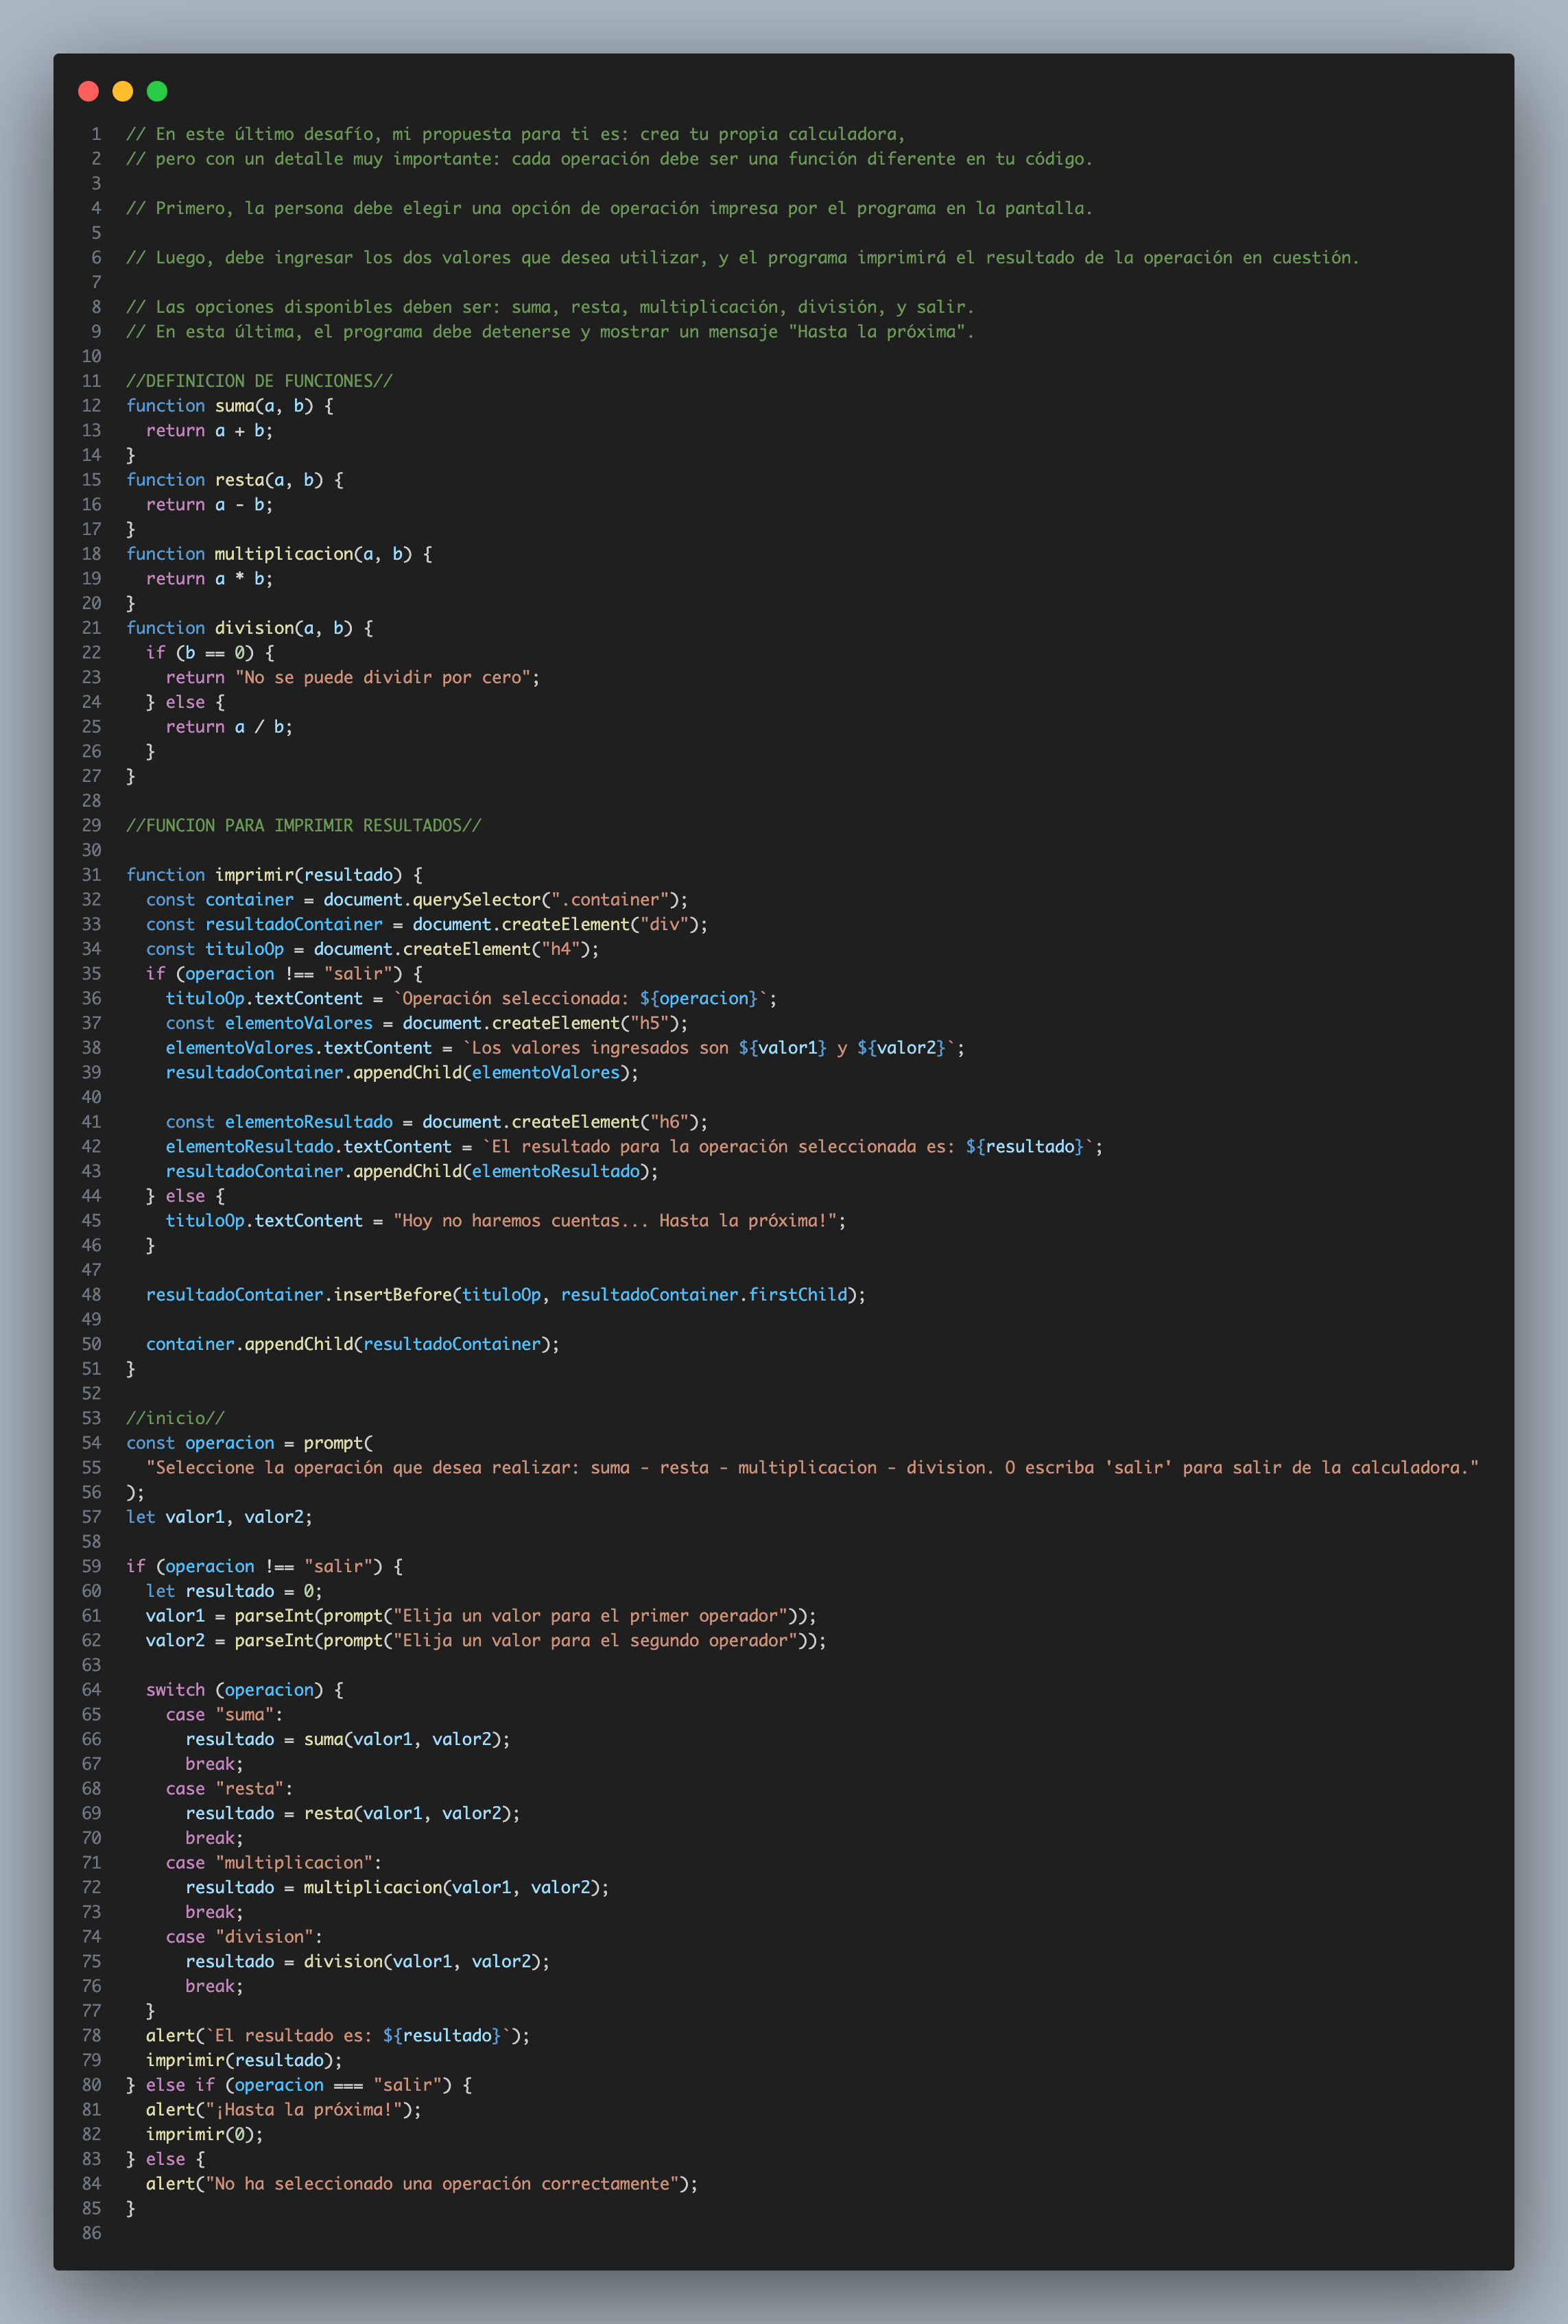 1 // En este último desafío, mi propuesta para ti es: crea tu propia calculadora,
2 // pero con un detalle muy importante: cada operación debe ser una función diferente en tu código.
3
4 // Primero, la persona debe elegir una opción de operación impresa por el programa en la pantalla.
5
6 // Luego, debe ingresar los dos valores que desea utilizar, y el programa imprimirá el resultado de la operación en cuestión.
7
8 // Las opciones disponibles deben ser: suma, resta, multiplicación, división, y salir.
9 // En esta última, el programa debe detenerse y mostrar un mensaje "Hasta la próxima".
10
11 //DEFINICION DE FUNCIONES//
12 function suma(a, b) {
13   return a + b;
14 }
15 function resta(a, b) {
16   return a - b;
17 }
18 function multiplicacion(a, b) {
19   return a * b;
20 }
21 function division(a, b) {
22   if (b == 0) {
23     return "No se puede dividir por cero";
24   } else {
25     return a / b;
26   }
27 }
28
29 //FUNCION PARA IMPRIMIR RESULTADOS//
30
31 function imprimir(resultado) {
32   const container = document.querySelector(".container");
33   const resultadoContainer = document.createElement("div");
34   const tituloOp = document.createElement("h4");
35   if (operacion !== "salir") {
36     tituloOp.textContent = `Operación seleccionada: ${operacion}`;
37     const elementoValores = document.createElement("h5");
38     elementoValores.textContent = `Los valores ingresados son ${valor1} y ${valor2}`;
39     resultadoContainer.appendChild(elementoValores);
40
41     const elementoResultado = document.createElement("h6");
42     elementoResultado.textContent = `El resultado para la operación seleccionada es: ${resultado}`;
43     resultadoContainer.appendChild(elementoResultado);
44   } else {
45     tituloOp.textContent = "Hoy no haremos cuentas... Hasta la próxima!";
46   }
47
48   resultadoContainer.insertBefore(tituloOp, resultadoContainer.firstChild);
49
50   container.appendChild(resultadoContainer);
51 }
52
53 //inicio//
54 const operacion = prompt(
55   "Seleccione la operación que desea realizar: suma - resta - multiplicacion - division. O escriba 'salir' para salir de la calculadora."
56 );
57 let valor1, valor2;
58
59 if (operacion !== "salir") {
60   let resultado = 0;
61   valor1 = parseInt(prompt("Elija un valor para el primer operador"));
62   valor2 = parseInt(prompt("Elija un valor para el segundo operador"));
63
64   switch (operacion) {
65     case "suma":
66       resultado = suma(valor1, valor2);
67       break;
68     case "resta":
69       resultado = resta(valor1, valor2);
70       break;
71     case "multiplicacion":
72       resultado = multiplicacion(valor1, valor2);
73       break;
74     case "division":
75       resultado = division(valor1, valor2);
76       break;
77   }
78   alert(`El resultado es: ${resultado}`);
79   imprimir(resultado);
80 } else if (operacion === "salir") {
81   alert("¡Hasta la próxima!");
82   imprimir(0);
83 } else {
84   alert("No ha seleccionado una operación correctamente");
85 }
86